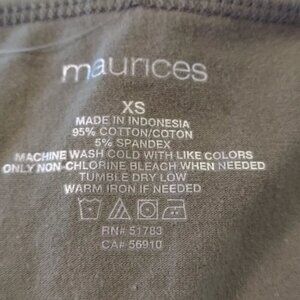 maurices
XS
MADE IN INDONESIA
95% COTTON/COTON
5% SPANDEX
MACHINE WASH COLD WITH LIKE COLORS
ONLY NON-CHLORINE BLEACH WHEN NEEDED
TUMBLE DRY LOW
WARM IRON IF NEEDED
RN# 51783
CA# 56910